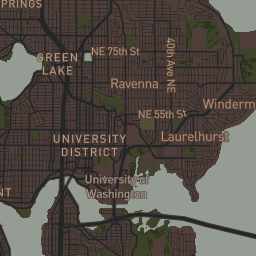 SPRINGS
NE 75th St
40th Ave NE
GREEN
LAKE
Ravenna
Winderm
NE 55th St
UNIVERSITY
DISTRICT
Laurelhurst
University of
Washington
NT